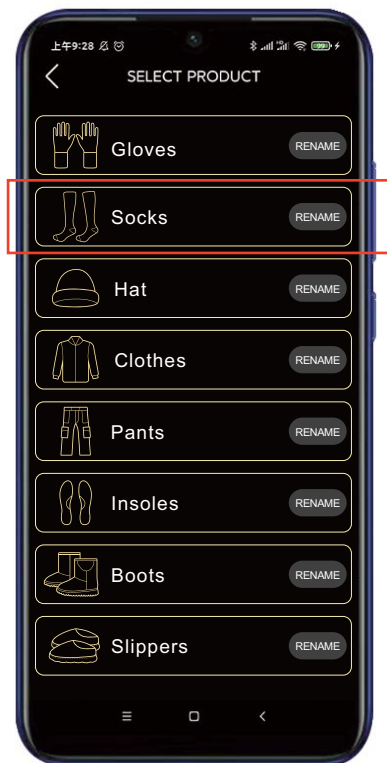 上午9:28
SELECT PRODUCT
Gloves RENAME
Socks RENAME
Hat RENAME
Clothes RENAME
Pants RENAME
Insoles RENAME
Boots RENAME
Slippers RENAME